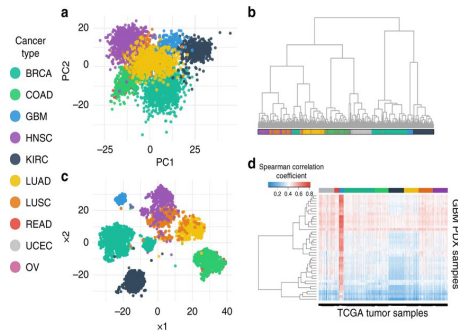 a
b
Cancer
type
BRCA
COAD
GBM
HNSC
KIRC
LUAD
LUSC
READ
UCEC
OV
20
10
0
−20
PC2
−25
0
25
PC1
c
40
20
0
−20
x2
−20
0
20
40
x1
d
Spearman correlation
coefficient
0.2 0.4 0.6 0.8
GBM PDX samples
TCGA tumor samples